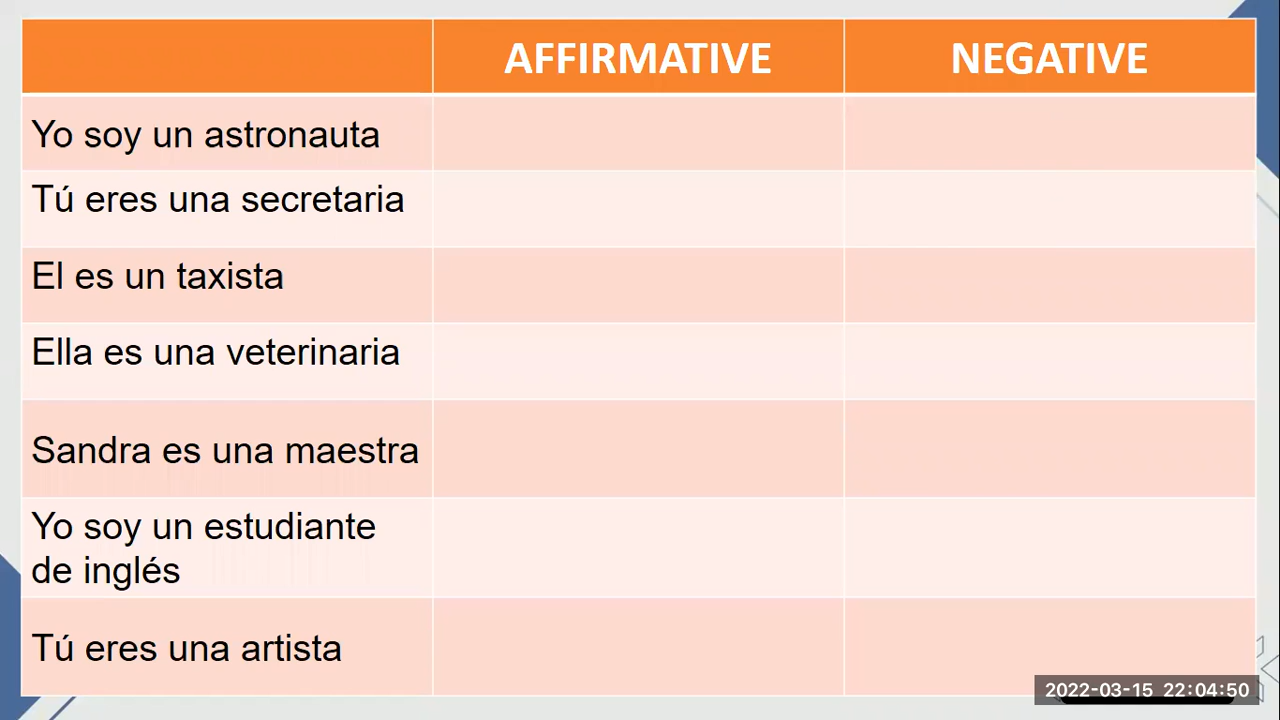 AFFIRMATIVE NEGATIVE
Yo soy un astronauta
Tú eres una secretaria
El es un taxista
Ella es una veterinaria
Sandra es una maestra
Yo soy un estudiante
de inglés
Tú eres una artista
2022-03-15 22:04:50